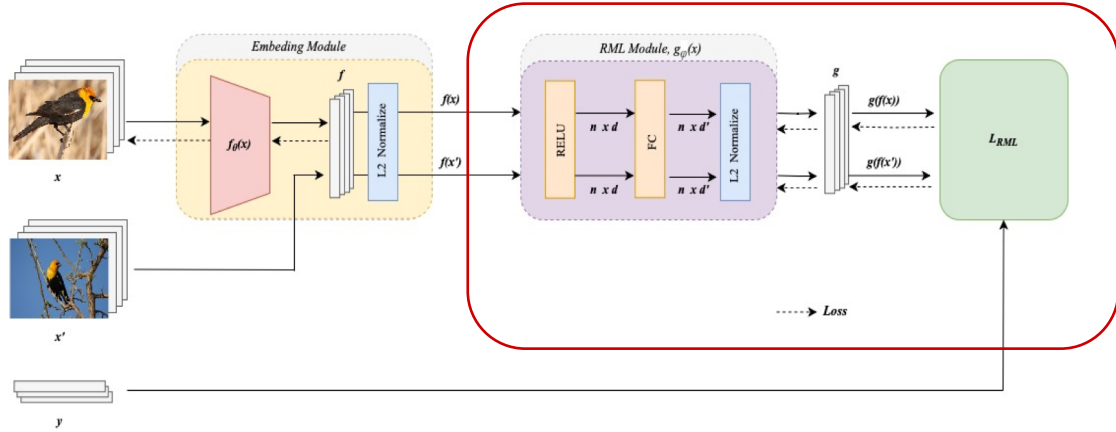 Embeding Module
RML Module, gφ(x)
f
g
fθ(x)
L2 Normalize
f(x)
f(x')
RELU
n x d
n x d
FC
n x d'
n x d'
L2 Normalize
g(f(x))
g(f(x'))
LRML
x
x'
Loss
y